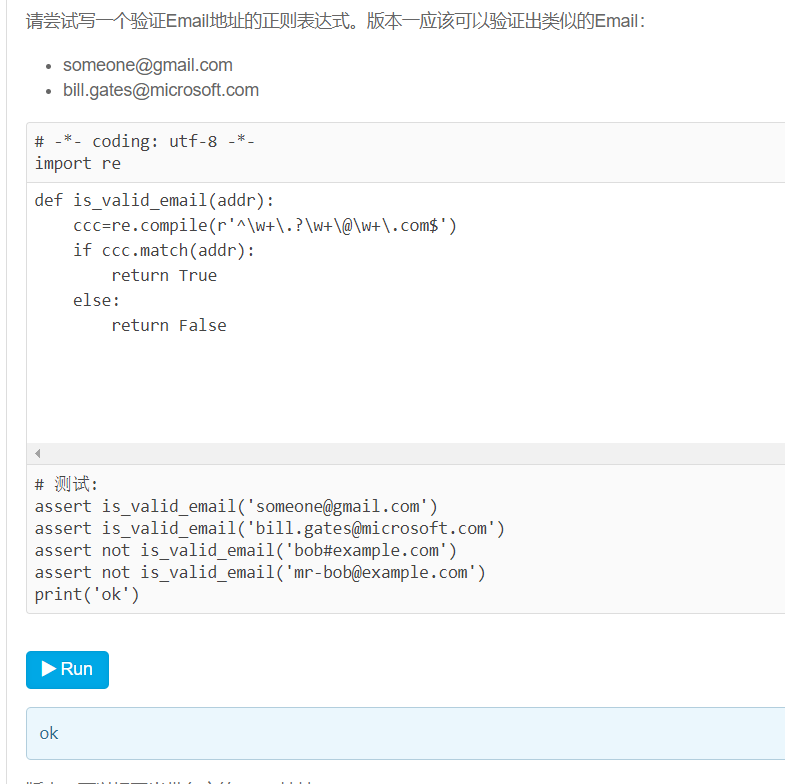 请尝试写一个验证Email地址的正则表达式。版本一应该可以验证出类似的Email：
• someone@gmail.com
• bill.gates@microsoft.com
# -*- coding: utf-8 -*-
import re
def is_valid_email(addr):
    ccc=re.compile(r'^\w+\.?\w+\@\w+\.com$')
    if ccc.match(addr):
        return True
    else:
        return False
# 测试:
assert is_valid_email('someone@gmail.com')
assert is_valid_email('bill.gates@microsoft.com')
assert not is_valid_email('bob#example.com')
assert not is_valid_email('mr-bob@example.com')
print('ok')
Run
ok